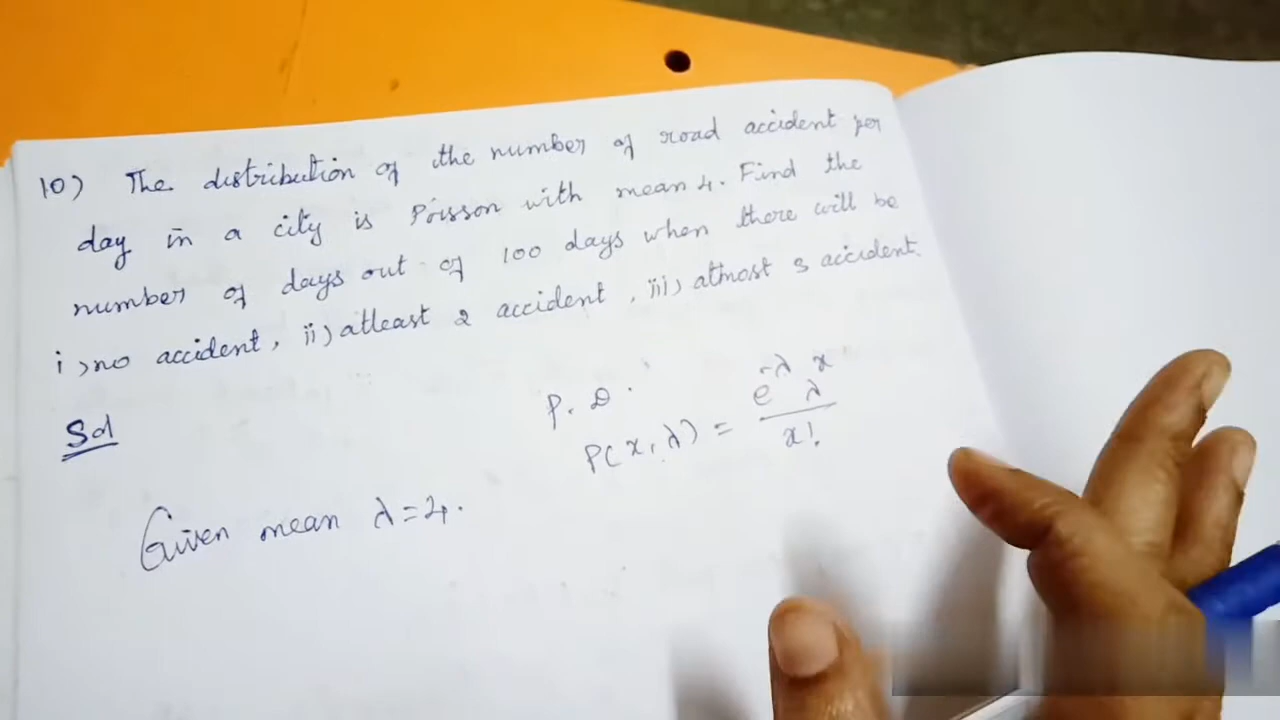 10) The distribution of the number of road accident per
day in a city is Poisson with mean 4. Find the
number of days out of 100 days when there will be
i) no accident, ii) atleast 2 accident, iii) atmost 3 accident.
Sol
P.D.
P(x, λ) = e^-λ λ^x / x!
Given mean λ = 4.